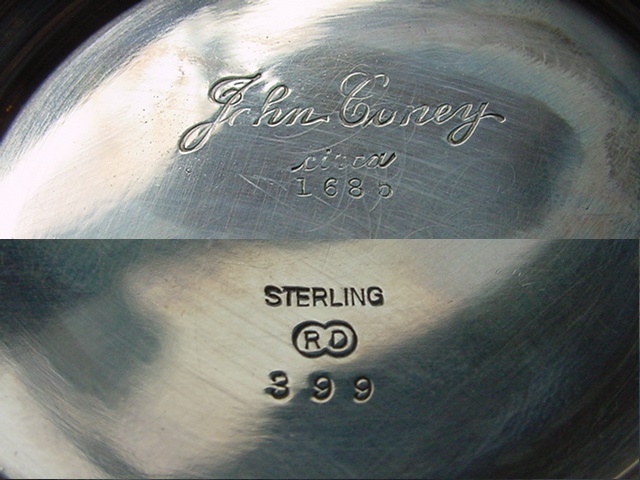 John Coney
circa
1685
STERLING
RD
399